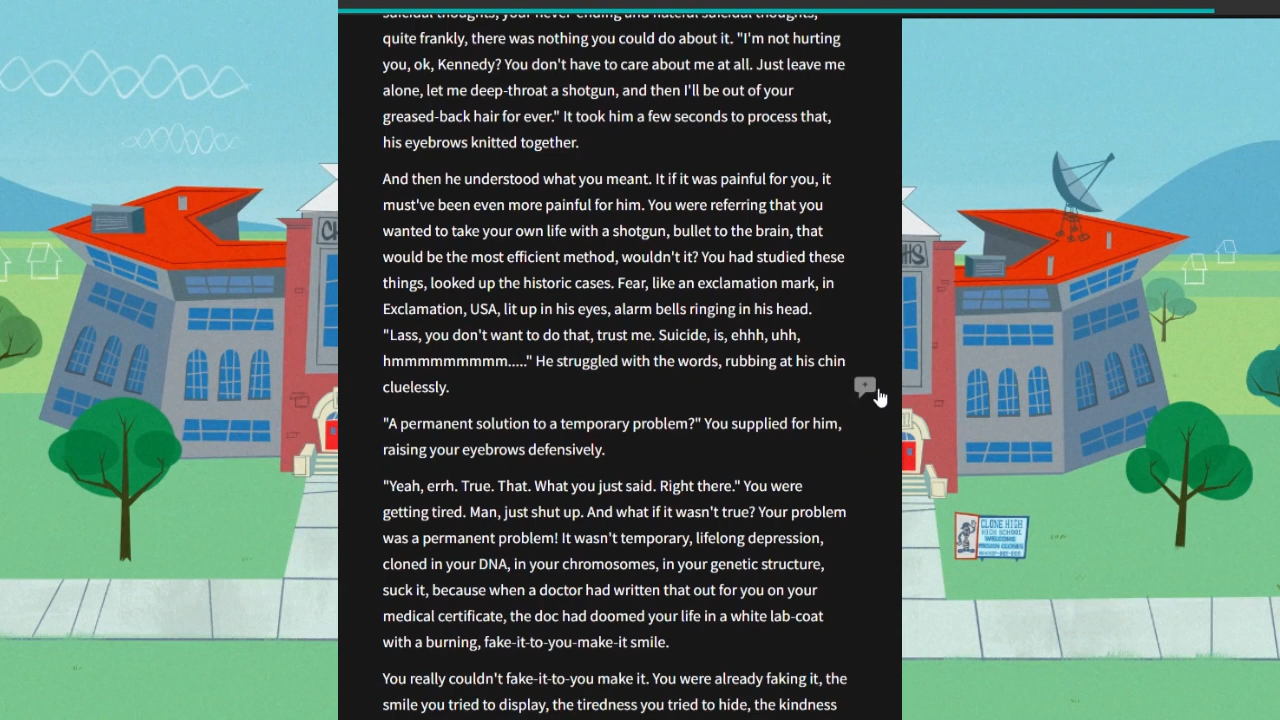 suicidal thoughts, your never-ending and hateful suicidal thoughts,
quite frankly, there was nothing you could do about it. "I'm not hurting
you, ok, Kennedy? You don't have to care about me at all. Just leave me
alone, let me deep-throat a shotgun, and then I'll be out of your
greased-back hair for ever." It took him a few seconds to process that,
his eyebrows knitted together.
And then he understood what you meant. It if it was painful for you, it
must've been even more painful for him. You were referring that you
wanted to take your own life with a shotgun, bullet to the brain, that
would be the most efficient method, wouldn't it? You had studied these
things, looked up the historic cases. Fear, like an exclamation mark, in
Exclamation, USA, lit up in his eyes, alarm bells ringing in his head.
"Lass, you don't want to do that, trust me. Suicide, is, ehhh, uhh,
hmmmmmmmmm....." He struggled with the words, rubbing at his chin
cluelessly.
"A permanent solution to a temporary problem?" You supplied for him,
raising your eyebrows defensively.
"Yeah, errh. True. That. What you just said. Right there." You were
getting tired. Man, just shut up. And what if it wasn't true? Your problem
was a permanent problem! It wasn't temporary, lifelong depression,
cloned in your DNA, in your chromosomes, in your genetic structure,
suck it, because when a doctor had written that out for you on your
medical certificate, the doc had doomed your life in a white lab-coat
with a burning, fake-it-to-you-make-it smile.
You really couldn't fake-it-to-you make it. You were already faking it, the
smile you tried to display, the tiredness you tried to hide, the kindness
CLONE HIGH
HIGH SCHOOL
WELCOME